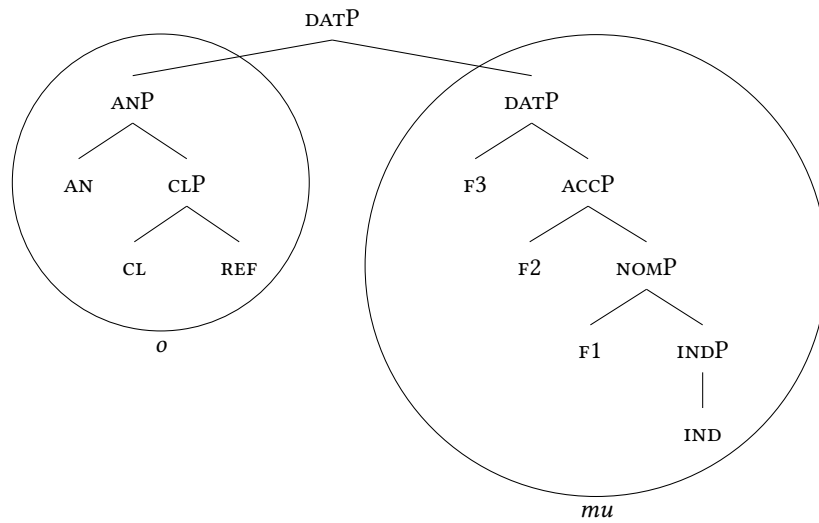 DATP
ANP DATP
AN CLP F3 ACCP
CL REF F2 NOMP
o F1 INDP
IND
mu